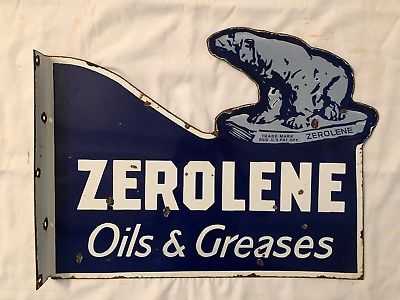 TRADE MARK
REG. U.S. PAT. OFF.
ZEROLENE
ZEROLENE
Oils & Greases